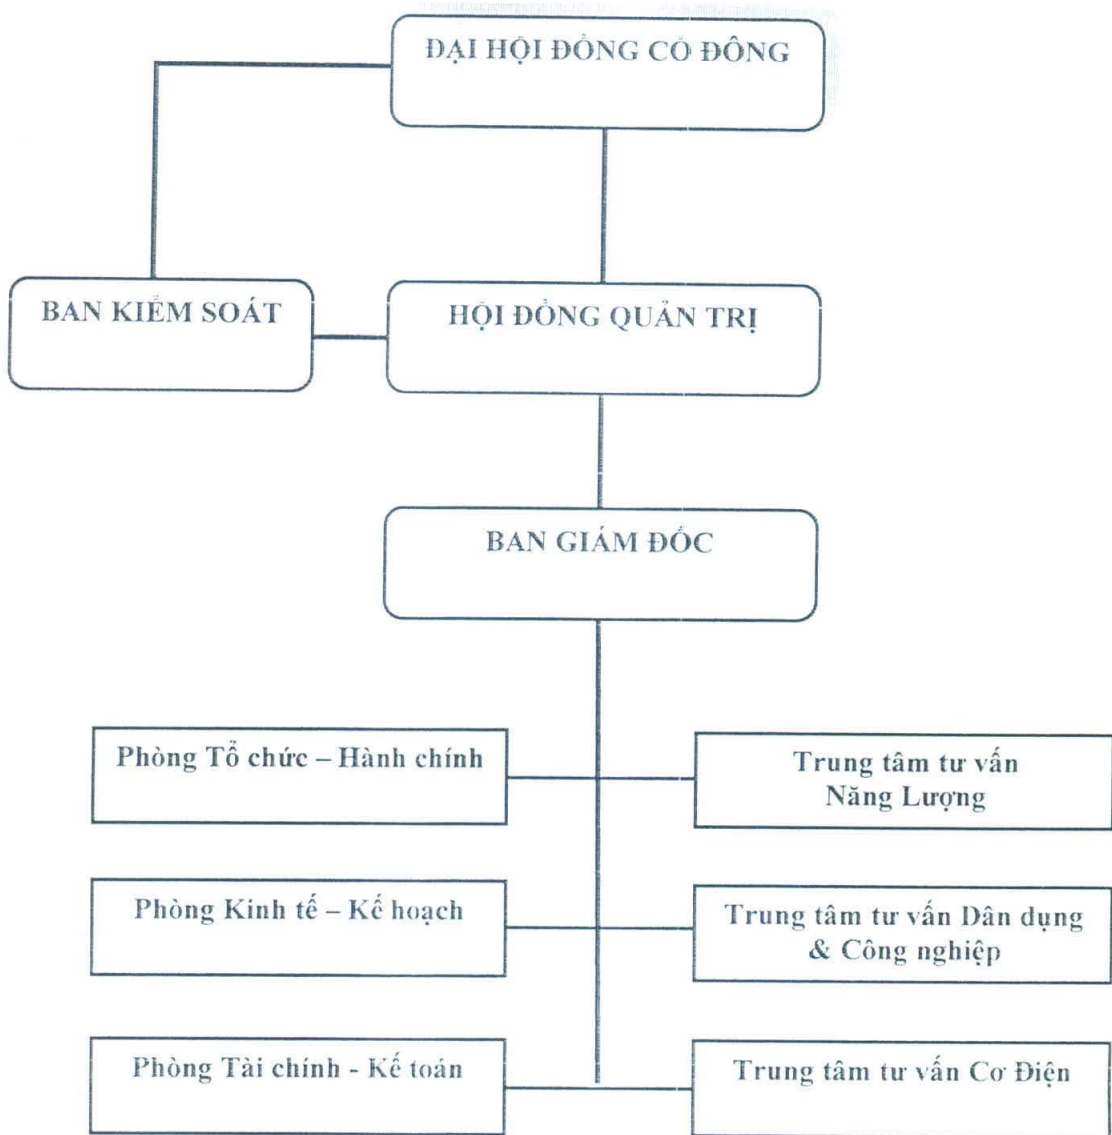 ĐẠI HỘI ĐỒNG CỔ ĐÔNG
BAN KIỂM SOÁT
HỘI ĐỒNG QUẢN TRỊ
BAN GIÁM ĐỐC
Phòng Tổ chức – Hành chính
Trung tâm tư vấn
Năng Lượng
Phòng Kinh tế – Kế hoạch
Trung tâm tư vấn Dân dụng
& Công nghiệp
Phòng Tài chính - Kế toán
Trung tâm tư vấn Cơ Điện